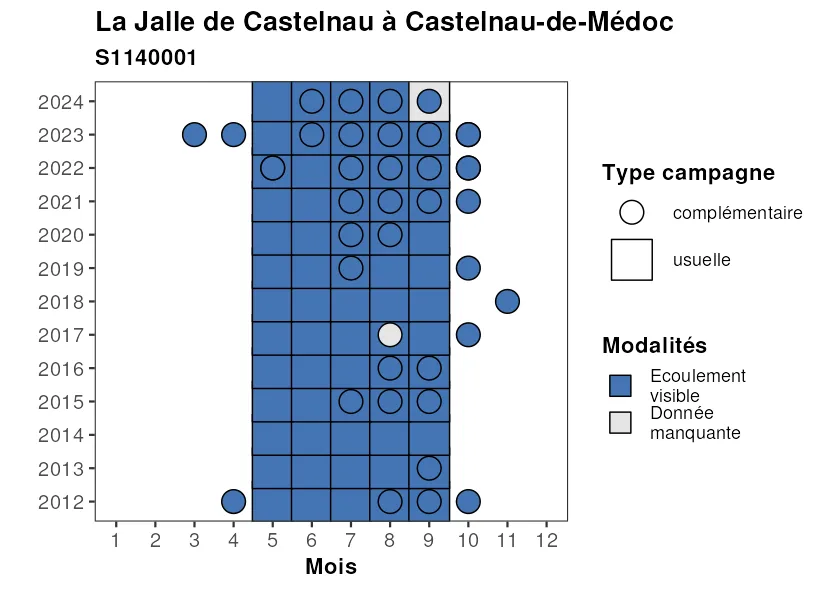 La Jalle de Castelnau à Castelnau-de-Médoc
S1140001
2024
2023
2022
2021
2020
2019
2018
2017
2016
2015
2014
2013
2012
1 2 3 4 5 6 7 8 9 10 11 12
Mois
Type campagne
complémentaire
usuelle
Modalités
Ecoulement
visible
Donnée
manquante